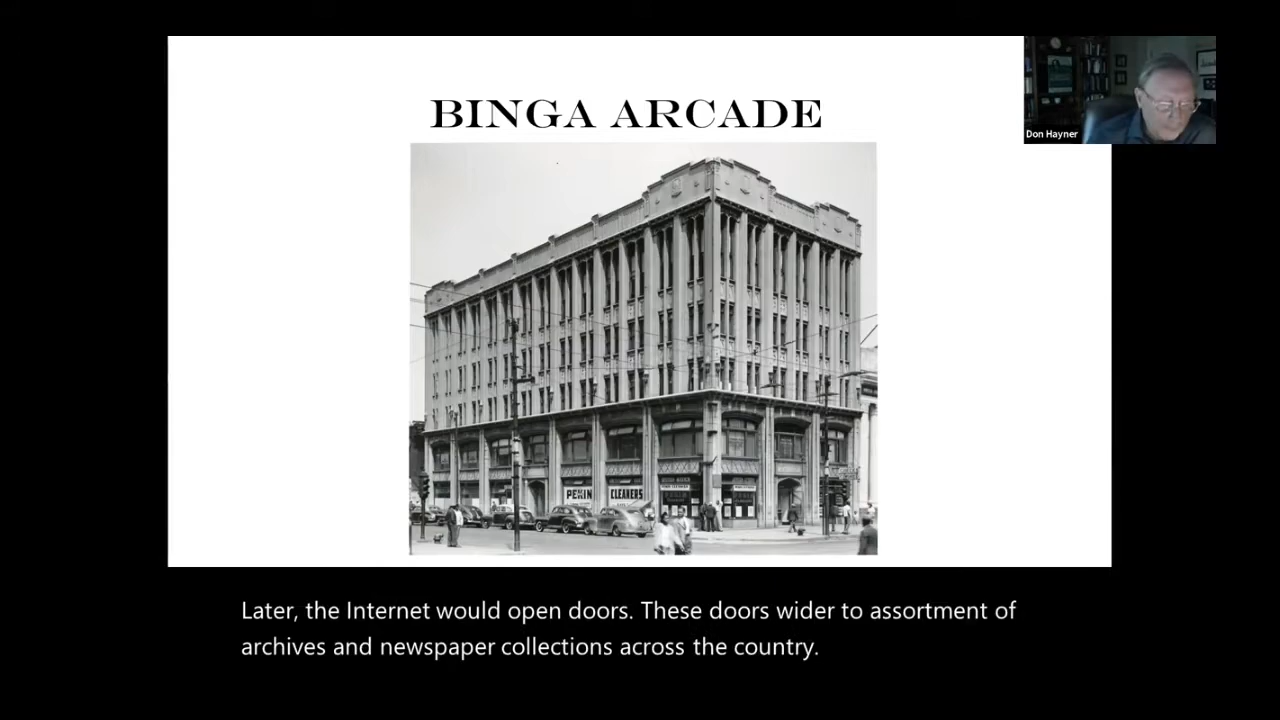 BINGA ARCADE
Don Hayner
PEKIN CLEANERS
Later, the Internet would open doors. These doors wider to assortment of
archives and newspaper collections across the country.